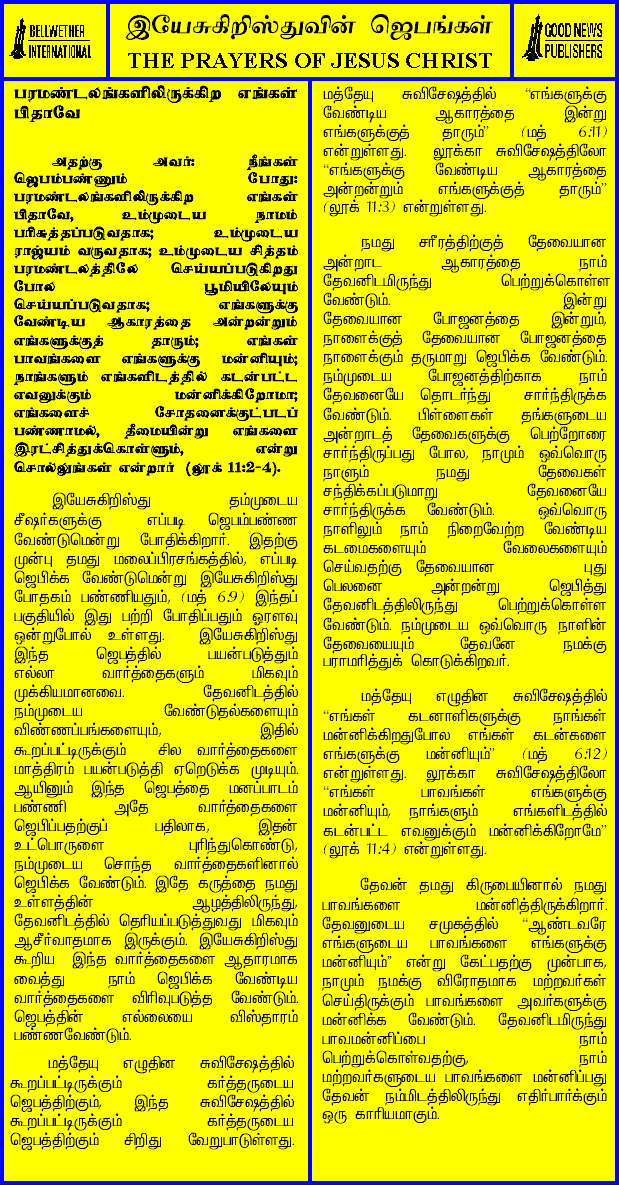 BELLWETHER
INTERNATIONAL
இயேசுகிறிஸ்துவின் ஜெபங்கள்
THE PRAYERS OF JESUS CHRIST
GOOD NEWS
PUBLISHERS
பரமண்டலங்களிலிருக்கிற எங்கள்
பிதாவே
அதற்கு அவர்: நீங்கள்
ஜெபம்பண்ணும் போது:
பரமண்டலங்களிலிருக்கிற எங்கள்
பிதாவே, உம்முடைய நாமம்
பரிசுத்தப்படுவதாக; உம்முடைய
ராஜ்யம் வருவதாக; உம்முடைய சித்தம்
பரமண்டலத்திலே செய்யப்படுகிறது
போல பூமியிலேயும்
செய்யப்படுவதாக; எங்களுக்கு
வேண்டிய ஆகாரத்தை அன்றன்றும்
எங்களுக்குத் தாரும்; எங்கள்
பாவங்களை எங்களுக்கு மன்னியும்;
நாங்களும் எங்களிடத்தில் கடன்பட்ட
எவனுக்கும் மன்னிக்கிறோமே;
எங்களைச் சோதனைக்குட்படப்
பண்ணாமல், தீமையின்று எங்களை
இரட்சித்துக்கொள்ளும், என்று
சொல்லுங்கள் என்றார் (லூக் 11:2-4).
இயேசுகிறிஸ்து தம்முடைய
சீஷர்களுக்கு எப்படி ஜெபம்பண்ண
வேண்டுமென்று போதிக்கிறார். இதற்கு
முன்பு தமது மலைப்பிரசங்கத்தில், எப்படி
ஜெபிக்க வேண்டுமென்று இயேசுகிறிஸ்து
போதகம் பண்ணியதும், (மத் 6:9) இந்தப்
பகுதியில் இது பற்றி போதிப்பதும் ஓரளவு
ஒன்றுபோல் உள்ளது. இயேசுகிறிஸ்து
இந்த ஜெபத்தில் பயன்படுத்தும்
எல்லா வார்த்தைகளும் மிகவும்
முக்கியமானவை. தேவனிடத்தில்
நம்முடைய வேண்டுதல்களையும்
விண்ணப்பங்களையும், இதில்
கூறப்பட்டிருக்கும் சில வார்த்தைகளை
மாத்திரம் பயன்படுத்தி ஏறெடுக்க முடியும்.
ஆயினும் இந்த ஜெபத்தை மனப்பாடம்
பண்ணி அதே வார்த்தைகளை
ஜெபிப்பதற்குப் பதிலாக, இதன்
உட்பொருளை புரிந்துகொண்டு,
நம்முடைய சொந்த வார்த்தைகளினால்
ஜெபிக்க வேண்டும். இதே கருத்தை நமது
உள்ளத்தின் ஆழத்திலிருந்து,
தேவனிடத்தில் தெரியப்படுத்துவது மிகவும்
ஆசீர்வாதமாக இருக்கும். இயேசுகிறிஸ்து
கூறிய இந்த வார்த்தைகளை ஆதாரமாக
வைத்து நாம் ஜெபிக்க வேண்டிய
வார்த்தைகளை விரிவுபடுத்த வேண்டும்.
ஜெபத்தின் எல்லையை விஸ்தாரம்
பண்ணவேண்டும்.
மத்தேயு எழுதின சுவிசேஷத்தில்
கூறப்பட்டிருக்கும் கர்த்தருடைய
ஜெபத்திற்கும், இந்த சுவிசேஷத்தில்
கூறப்பட்டிருக்கும் கர்த்தருடைய
ஜெபத்திற்கும் சிறிது வேறுபாடுள்ளது.
மத்தேயு சுவிசேஷத்தில் “எங்களுக்கு
வேண்டிய ஆகாரத்தை இன்று
எங்களுக்குத் தாரும்” (மத் 6:11)
என்றுள்ளது. லூக்கா சுவிசேஷத்திலோ
“எங்களுக்கு வேண்டிய ஆகாரத்தை
அன்றன்றும் எங்களுக்குத் தாரும்”
(லூக் 11:3) என்றுள்ளது.
நமது சரீரத்திற்குத் தேவையான
அன்றாட ஆகாரத்தை நாம்
தேவனிடமிருந்து பெற்றுக்கொள்ள
வேண்டும். இன்று
தேவையான போஜனத்தை இன்றும்,
நாளைக்குத் தேவையான போஜனத்தை
நாளைக்கும் தருமாறு ஜெபிக்க வேண்டும்.
நம்முடைய போஜனத்திற்காக நாம்
தேவனையே தொடர்ந்து சார்ந்திருக்க
வேண்டும். பிள்ளைகள் தங்களுடைய
அன்றாடத் தேவைகளுக்கு பெற்றோரை
சார்ந்திருப்பது போல, நாமும் ஒவ்வொரு
நாளும் நமது தேவைகள்
சந்திக்கப்படுமாறு தேவனையே
சார்ந்திருக்க வேண்டும். ஒவ்வொரு
நாளிலும் நாம் நிறைவேற்ற வேண்டிய
கடமைகளையும் வேலைகளையும்
செய்வதற்கு தேவையான புது
பெலனை அன்றன்று ஜெபித்து
தேவனிடத்திலிருந்து பெற்றுக்கொள்ள
வேண்டும். நம்முடைய ஒவ்வொரு நாளின்
தேவையையும் தேவனே நமக்கு
பராமரித்துக் கொடுக்கிறவர்.
மத்தேயு எழுதின சுவிசேஷத்தில்
“எங்கள் கடனாளிகளுக்கு நாங்கள்
மன்னிக்கிறதுபோல எங்கள் கடன்களை
எங்களுக்கு மன்னியும்” (மத் 6:12)
என்றுள்ளது. லூக்கா சுவிசேஷத்திலோ
“எங்கள் பாவங்கள் எங்களுக்கு
மன்னியும், நாங்களும் எங்களிடத்தில்
கடன்பட்ட எவனுக்கும் மன்னிக்கிறோமே”
(லூக் 11:4) என்றுள்ளது.
தேவன் தமது கிருபையினால் நமது
பாவங்களை மன்னித்திருக்கிறார்.
தேவனுடைய சமுகத்தில் “ஆண்டவரே
எங்களுடைய பாவங்களை எங்களுக்கு
மன்னியும்” என்று கேட்பதற்கு முன்பாக,
நாமும் நமக்கு விரோதமாக மற்றவர்கள்
செய்திருக்கும் பாவங்களை அவர்களுக்கு
மன்னிக்க வேண்டும். தேவனிடமிருந்து
பாவமன்னிப்பை நாம்
பெற்றுக்கொள்வதற்கு, நாம்
மற்றவர்களுடைய பாவங்களை மன்னிப்பது
தேவன் நம்மிடத்திலிருந்து எதிர்பார்க்கும்
ஒரு காரியமாகும்.